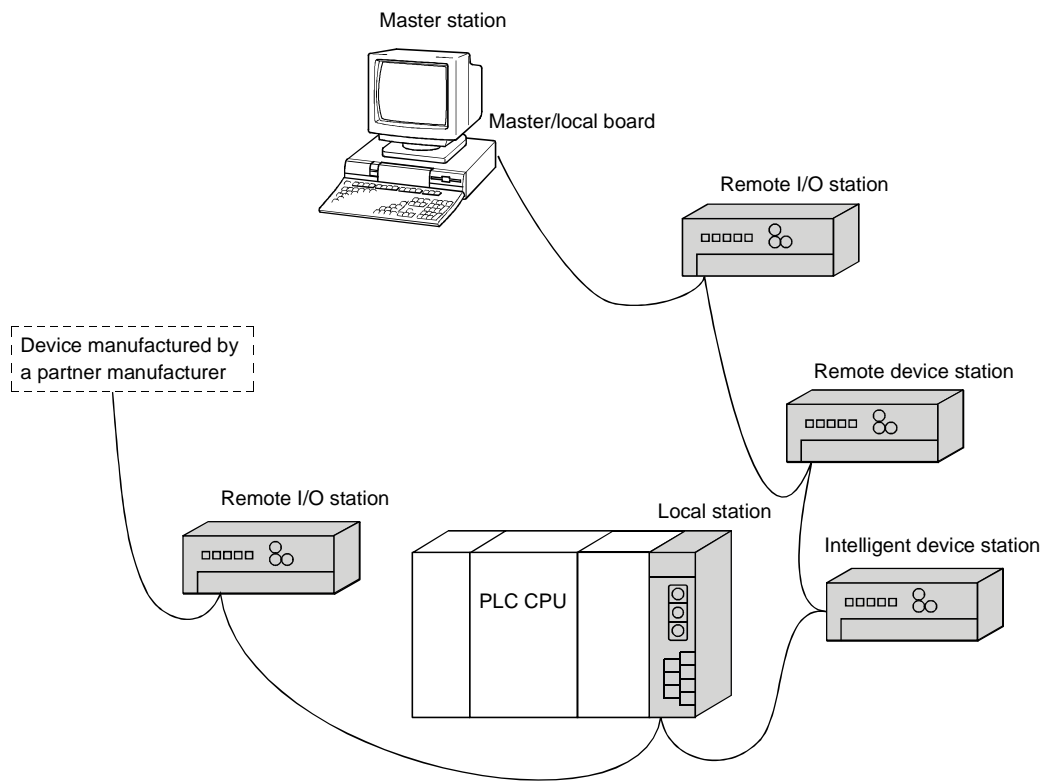 Master station
Master/local board
Remote I/O station
Device manufactured by
a partner manufacturer
Remote device station
Remote I/O station
Local station
Intelligent device station
PLC CPU